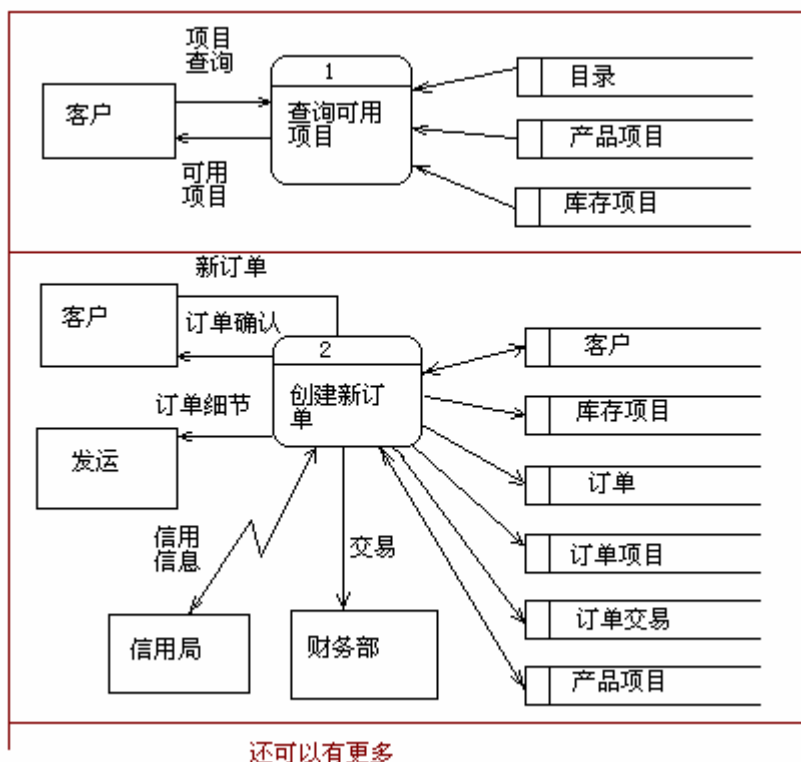 项目
查询
1
客户
查询可用
项目
可用
项目
目录
产品项目
库存项目
新订单
客户
订单确认
2
创建新订
单
订单细节
发运
信用
信息
交易
信用局
财务部
客户
库存项目
订单
订单项目
订单交易
产品项目
还可以有更多